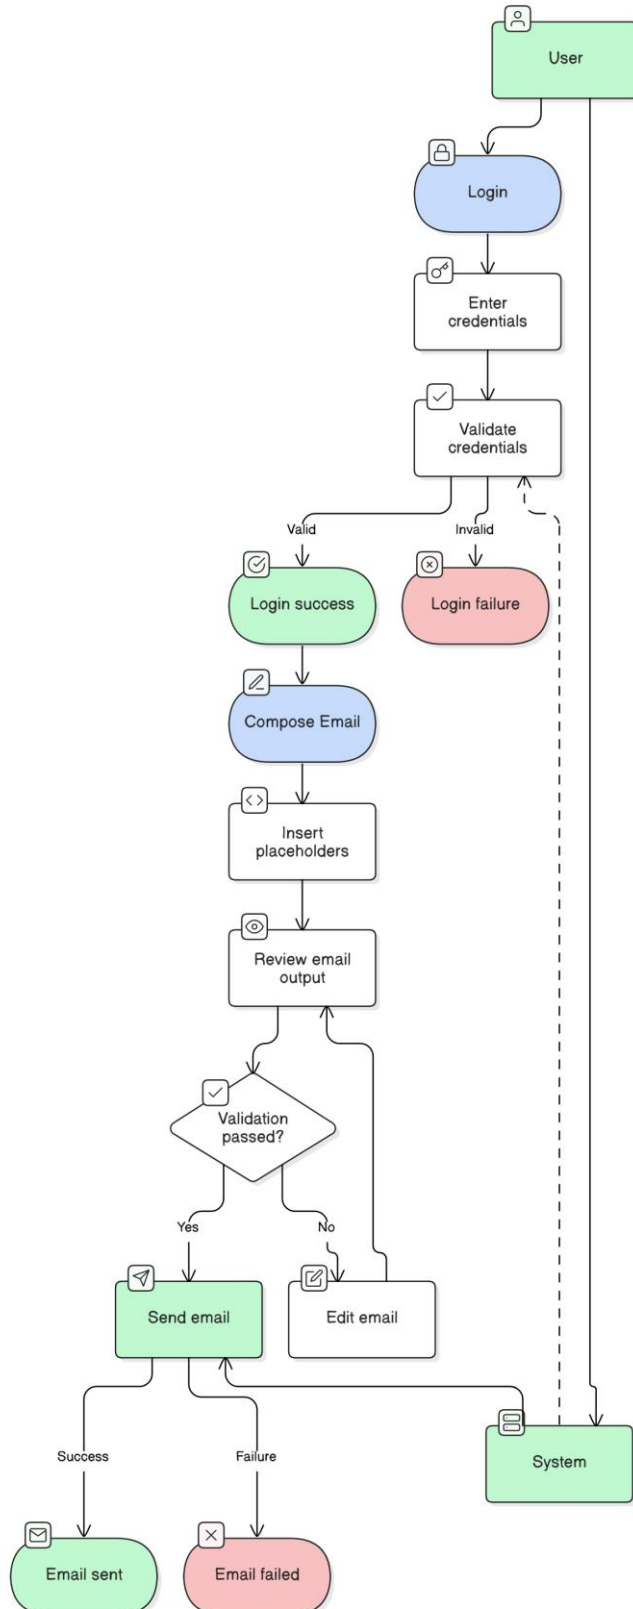 User
Login
Enter
credentials
Validate
credentials
Valid
Invalid
Login success
Login failure
Compose Email
Insert
placeholders
Review email
output
Validation
passed?
Yes
No
Send email
Edit email
System
Success
Failure
Email sent
Email failed